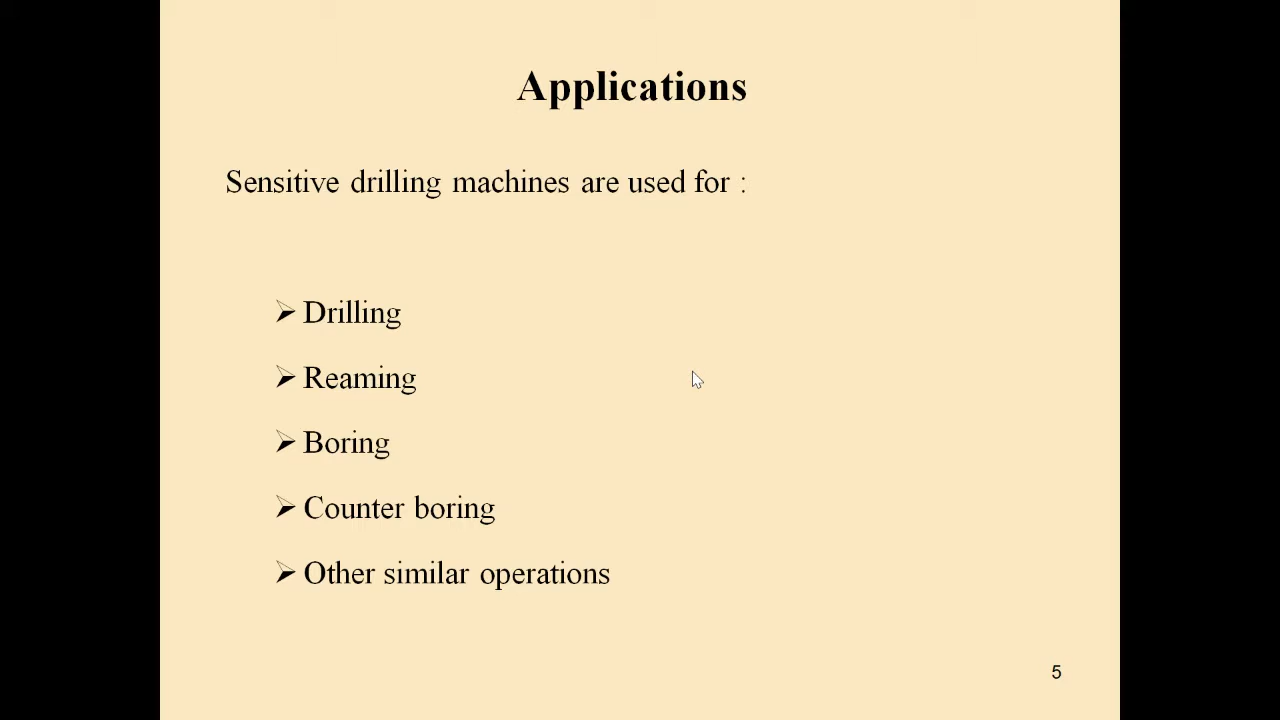 Applications
Sensitive drilling machines are used for :
➢ Drilling
➢ Reaming
➢ Boring
➢ Counter boring
➢ Other similar operations
5